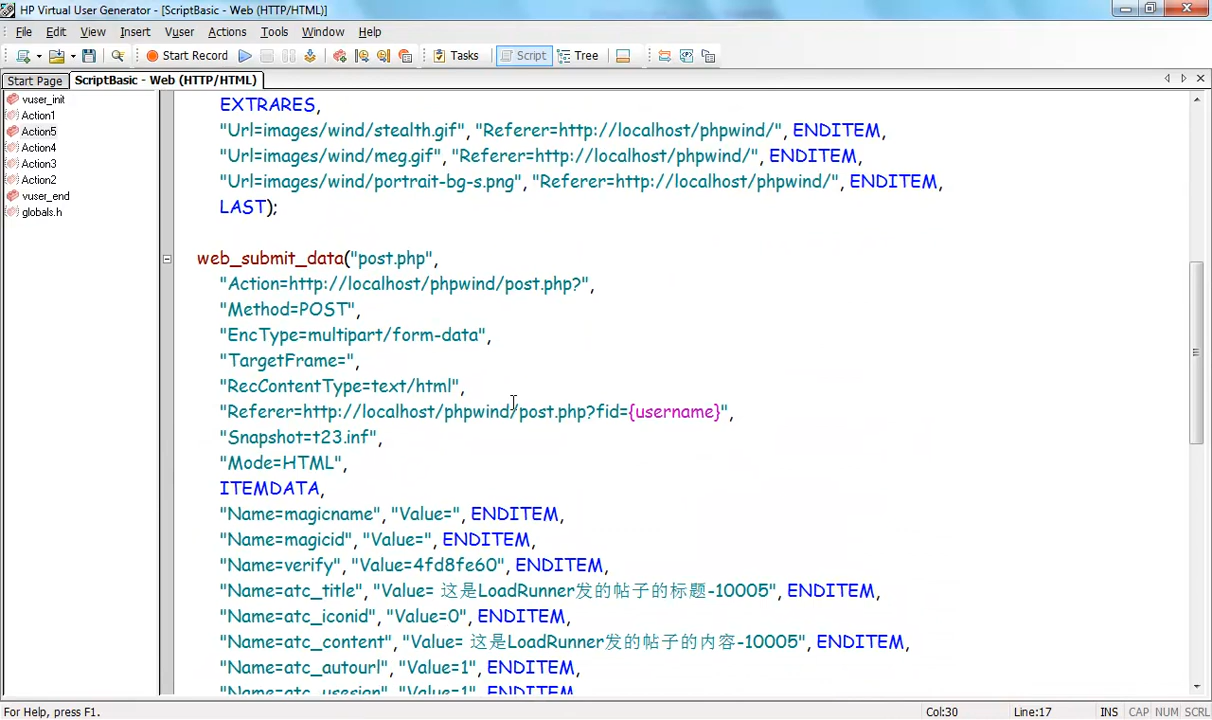 HP Virtual User Generator - [ScriptBasic - Web (HTTP/HTML)]
File Edit View Insert Vuser Actions Tools Window Help
Start Record Tasks Script Tree
Start Page ScriptBasic - Web (HTTP/HTML)
vuser_init
Action1
Action5
Action4
Action3
Action2
vuser_end
globals.h
EXTRARES,
"Url=images/wind/stealth.gif", "Referer=http://localhost/phpwind/", ENDITEM,
"Url=images/wind/meg.gif", "Referer=http://localhost/phpwind/", ENDITEM,
"Url=images/wind/portrait-bg-s.png", "Referer=http://localhost/phpwind/", ENDITEM,
LAST);
web_submit_data("post.php",
"Action=http://localhost/phpwind/post.php?",
"Method=POST",
"EncType=multipart/form-data",
"TargetFrame=",
"RecContentType=text/html",
"Referer=http://localhost/phpwind/post.php?fid={username}",
"Snapshot=t23.inf",
"Mode=HTML",
ITEMDATA,
"Name=magicname", "Value=", ENDITEM,
"Name=magicid", "Value=", ENDITEM,
"Name=verify", "Value=4fd8fe60", ENDITEM,
"Name=atc_title", "Value= 这是LoadRunner发的帖子的标题-10005", ENDITEM,
"Name=atc_iconid", "Value=0", ENDITEM,
"Name=atc_content", "Value= 这是LoadRunner发的帖子的内容-10005", ENDITEM,
"Name=atc_autourl", "Value=1", ENDITEM,
"Name=atc_usesign", "Value=1", ENDITEM,
For Help, press F1. Col:30 Line:17 INS CAP NUM SCRL